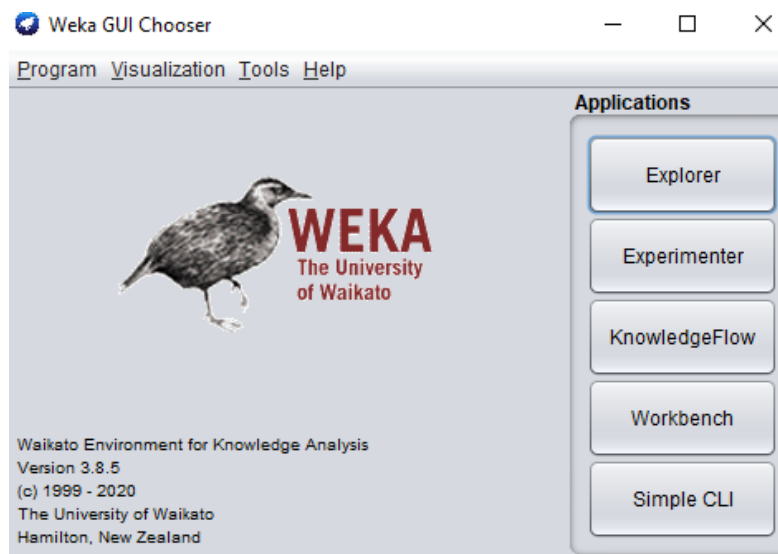 Weka GUI Chooser
Program Visualization Tools Help
WEKA
The University
of Waikato
Waikato Environment for Knowledge Analysis
Version 3.8.5
(c) 1999 - 2020
The University of Waikato
Hamilton, New Zealand
Applications
Explorer
Experimenter
KnowledgeFlow
Workbench
Simple CLI